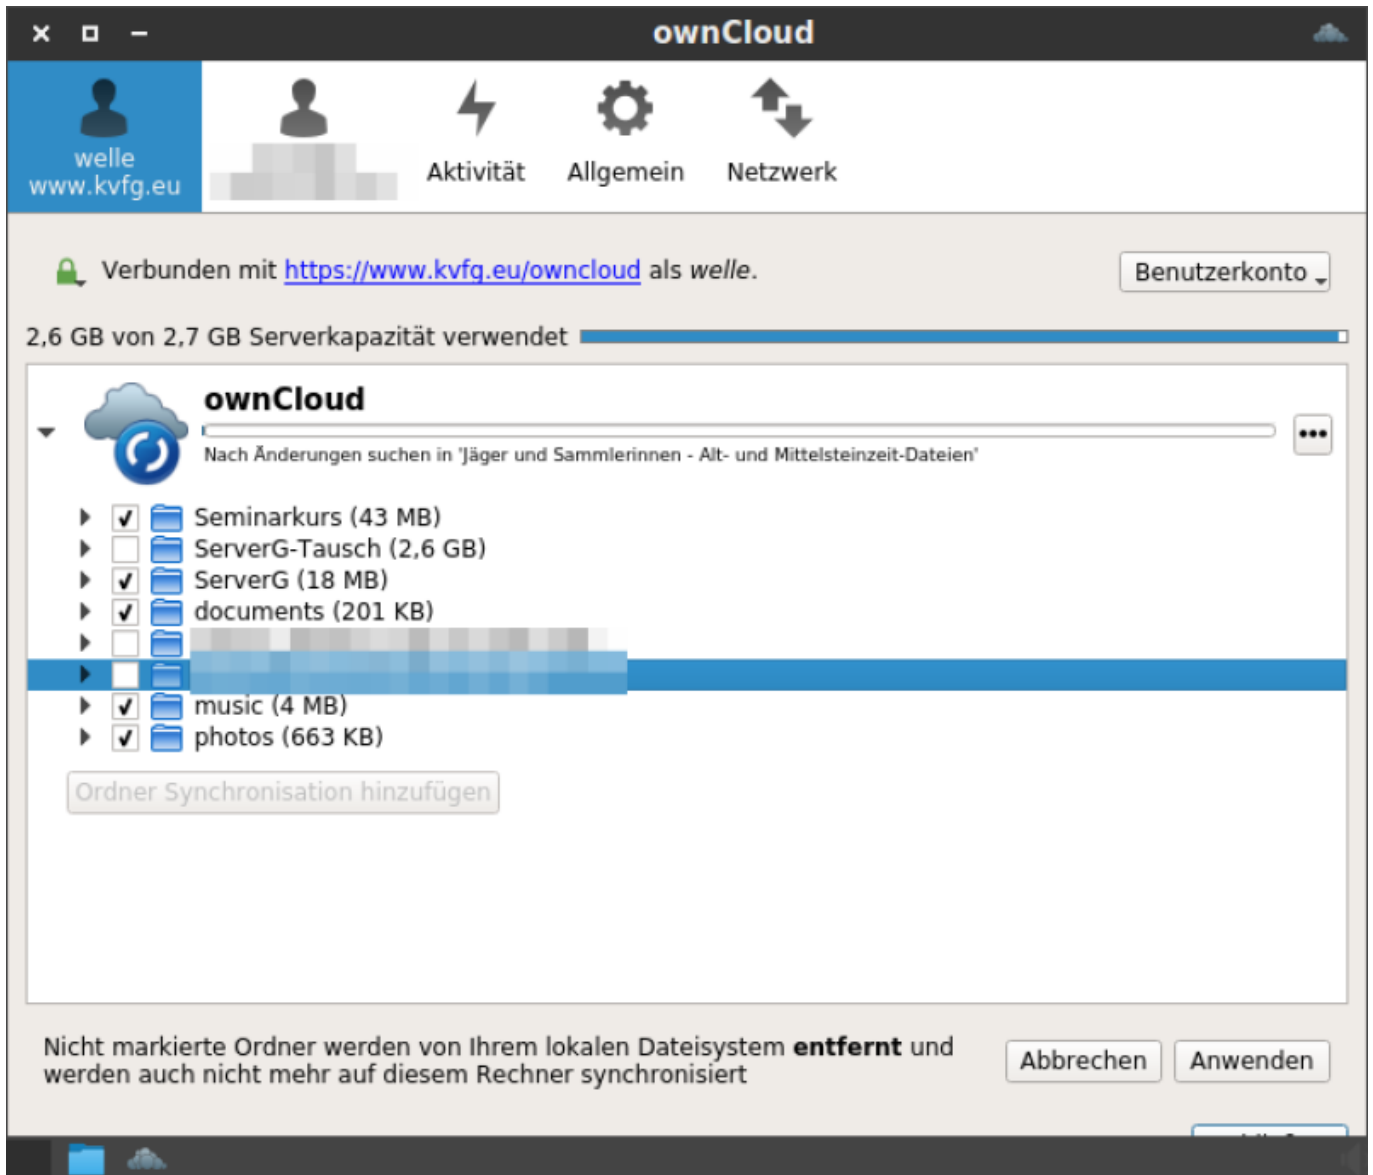 ownCloud
welle
www.kvfg.eu
Aktivität
Allgemein
Netzwerk
Verbunden mit https://www.kvfg.eu/owncloud als welle.
Benutzerkonto
2,6 GB von 2,7 GB Serverkapazität verwendet
ownCloud
Nach Änderungen suchen in 'Jäger und Sammlerinnen - Alt- und Mittelsteinzeit-Dateien'
Seminarkurs (43 MB)
ServerG-Tausch (2,6 GB)
ServerG (18 MB)
documents (201 KB)
music (4 MB)
photos (663 KB)
Ordner Synchronisation hinzufügen
Nicht markierte Ordner werden von Ihrem lokalen Dateisystem entfernt und
werden auch nicht mehr auf diesem Rechner synchronisiert
Abbrechen
Anwenden